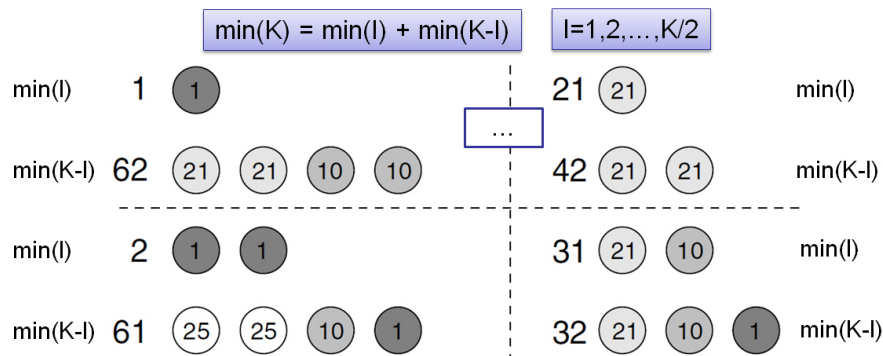 min(K) = min(I) + min(K-I)
I=1,2,…,K/2
min(I) 1 1
21 21 min(I)
…
min(K-I) 62 21 21 10 10
42 21 21 min(K-I)
min(I) 2 1 1
31 21 10 min(I)
min(K-I) 61 25 25 10 1
32 21 10 1 min(K-I)